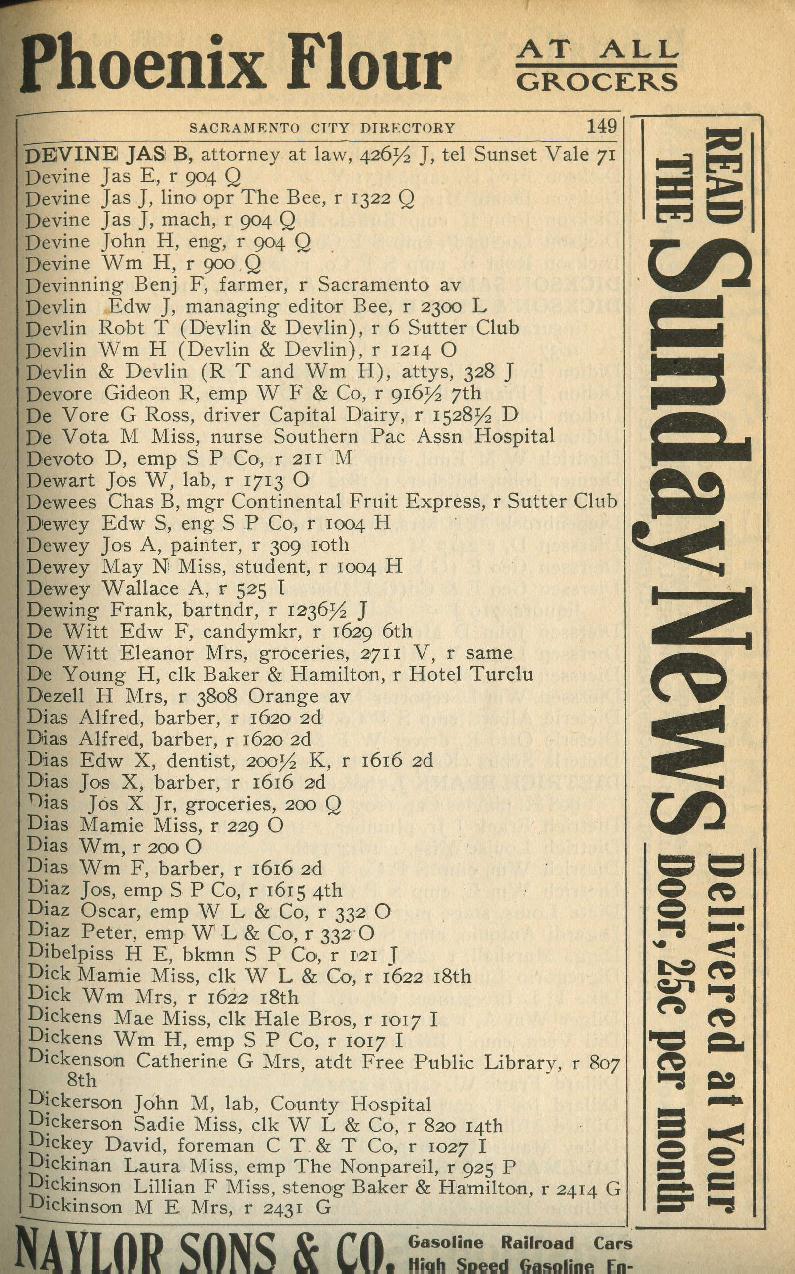 Phoenix Flour
AT ALL
GROCERS
SACRAMENTO CITY DIRECTORY 149
DEVINE JAS B, attorney at law, 426½ J, tel Sunset Vale 71
Devine Jas E, r 904 Q
Devine Jas J, lino opr The Bee, r 1322 Q
Devine Jas J, mach, r 904 Q
Devine John H, eng, r 904 Q
Devine Wm H, r 900 Q
Devinning Benj F, farmer, r Sacramento av
Devlin Edw J, managing editor Bee, r 2300 L
Devlin Robt T (Devlin & Devlin), r 6 Sutter Club
Devlin Wm H (Devlin & Devlin), r 1214 O
Devlin & Devlin (R T and Wm H), attys, 328 J
Devore Gideon R, emp W F & Co, r 916½ 7th
De Vore G Ross, driver Capital Dairy, r 1528½ D
De Vota M Miss, nurse Southern Pac Assn Hospital
Devoto D, emp S P Co, r 211 M
Dewart Jos W, lab, r 1713 O
Dewees Chas B, mgr Continental Fruit Express, r Sutter Club
Dewey Edw S, eng S P Co, r 1004 H
Dewey Jos A, painter, r 309 10th
Dewey May N Miss, student, r 1004 H
Dewey Wallace A, r 525 I
Dewing Frank, bartndr, r 1236½ J
De Witt Edw F, candymkr, r 1629 6th
De Witt Eleanor Mrs, groceries, 2711 V, r same
De Young H, clk Baker & Hamilton, r Hotel Turclu
Dezell H Mrs, r 3808 Orange av
Dias Alfred, barber, r 1620 2d
Dias Alfred, barber, r 1620 2d
Dias Edw X, dentist, 200½ K, r 1616 2d
Dias Jos X, barber, r 1616 2d
Dias Jos X Jr, groceries, 200 Q
Dias Mamie Miss, r 229 O
Dias Wm, r 200 O
Dias Wm F, barber, r 1616 2d
Diaz Jos, emp S P Co, r 1615 4th
Diaz Oscar, emp W L & Co, r 332 O
Diaz Peter, emp W L & Co, r 332 O
Dibelpiss H E, bkmn S P Co, r 121 J
Dick Mamie Miss, clk W L & Co, r 1622 18th
Dick Wm Mrs, r 1622 18th
Dickens Mae Miss, clk Hale Bros, r 1017 I
Dickens Wm H, emp S P Co, r 1017 I
Dickenson Catherine G Mrs, atdt Free Public Library, r 807
8th
Dickerson John M, lab, County Hospital
Dickerson Sadie Miss, clk W L & Co, r 820 14th
Dickey David, foreman C T & T Co, r 1027 I
Dickinan Laura Miss, emp The Nonpareil, r 925 P
Dickinson Lillian F Miss, stenog Baker & Hamilton, r 2414 G
Dickinson M E Mrs, r 2431 G
READ
THE
Sunday News
Delivered at Your
Door, 25c per month
NAYLOR SONS & CO.
Gasoline Railroad Cars
High Speed Gasoline En-